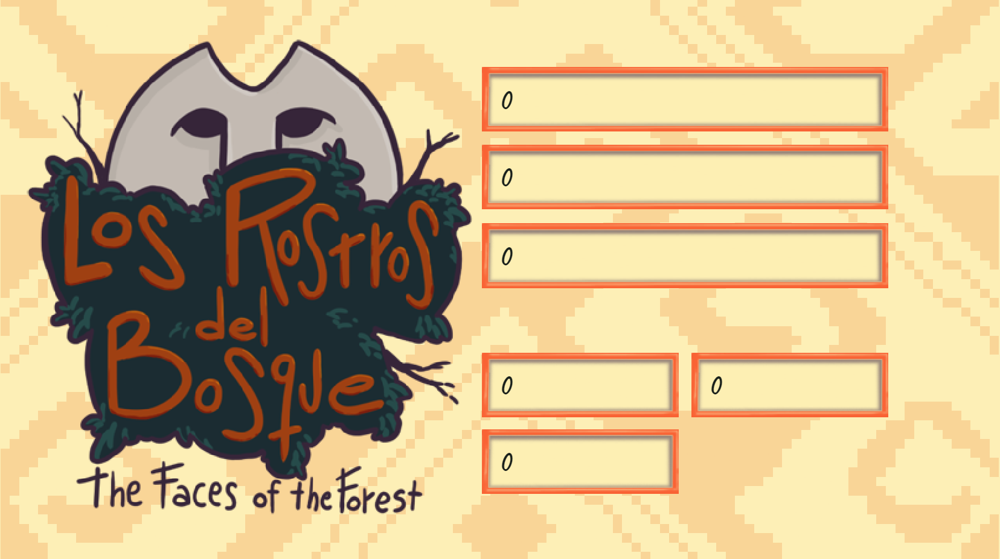 Los Rostros
del
Bosque
The Faces of the Forest
0
0
0
0 0
0